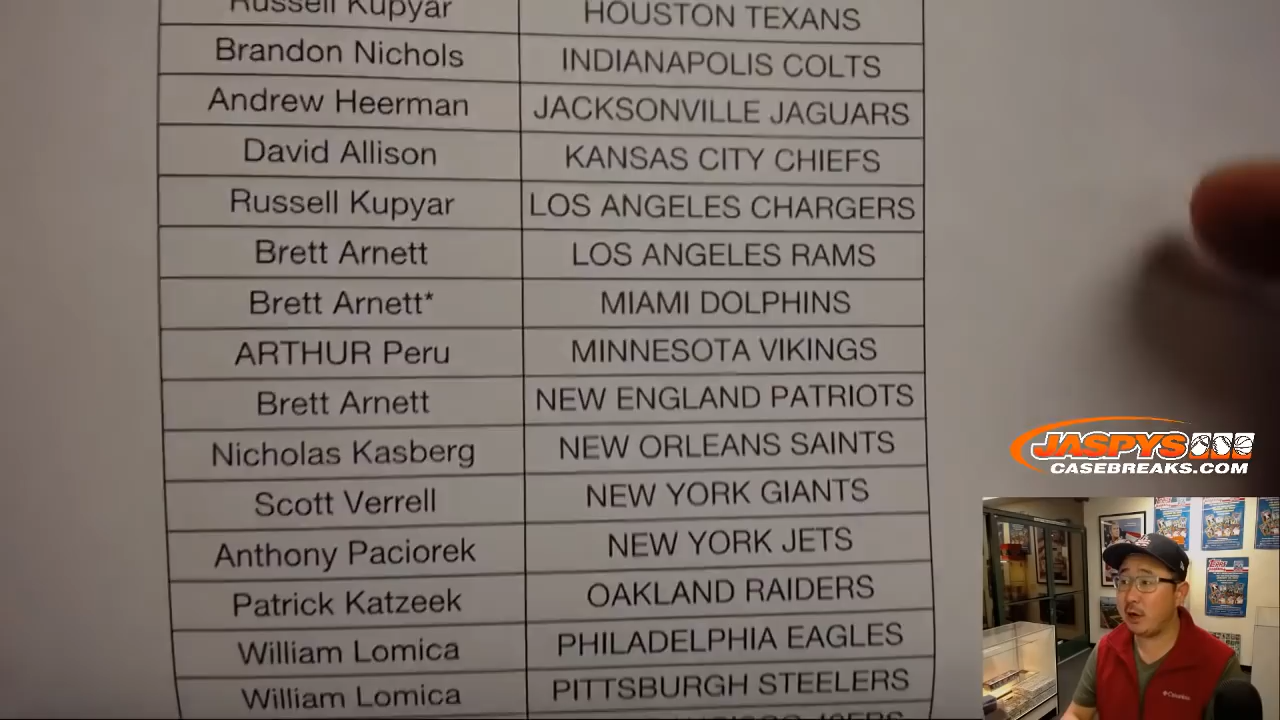 Russell Kupyar HOUSTON TEXANS
Brandon Nichols INDIANAPOLIS COLTS
Andrew Heerman JACKSONVILLE JAGUARS
David Allison KANSAS CITY CHIEFS
Russell Kupyar LOS ANGELES CHARGERS
Brett Arnett LOS ANGELES RAMS
Brett Arnett* MIAMI DOLPHINS
ARTHUR Peru MINNESOTA VIKINGS
Brett Arnett NEW ENGLAND PATRIOTS
Nicholas Kasberg NEW ORLEANS SAINTS
Scott Verrell NEW YORK GIANTS
Anthony Paciorek NEW YORK JETS
Patrick Katzeek OAKLAND RAIDERS
William Lomica PHILADELPHIA EAGLES
William Lomica PITTSBURGH STEELERS
JASPYS
CASEBREAKS.COM
Columbia